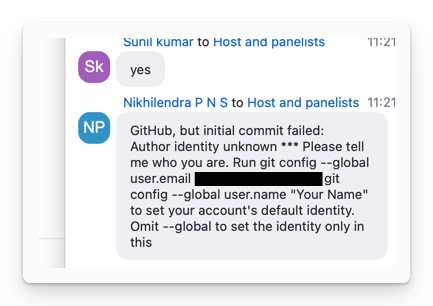 Sunil kumar to Host and panelists 11:21
Sk
yes
Nikhilendra P N S to Host and panelists 11:21
NP
GitHub, but initial commit failed:
Author identity unknown *** Please tell
me who you are. Run git config --global
user.email git
config --global user.name "Your Name"
to set your account's default identity.
Omit --global to set the identity only in
this